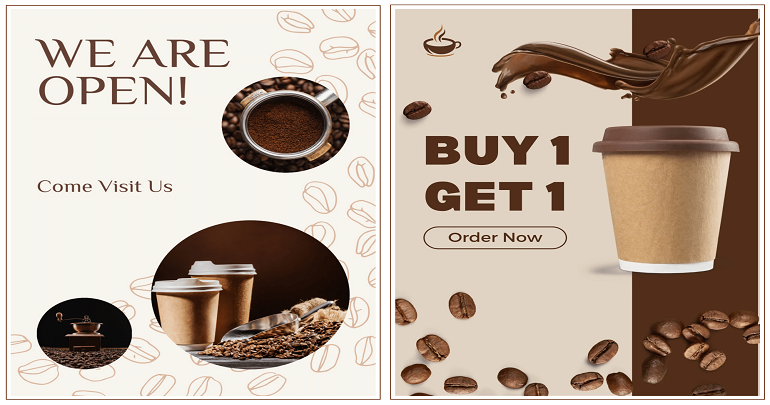 WE ARE
OPEN!
Come Visit Us
BUY 1
GET 1
Order Now